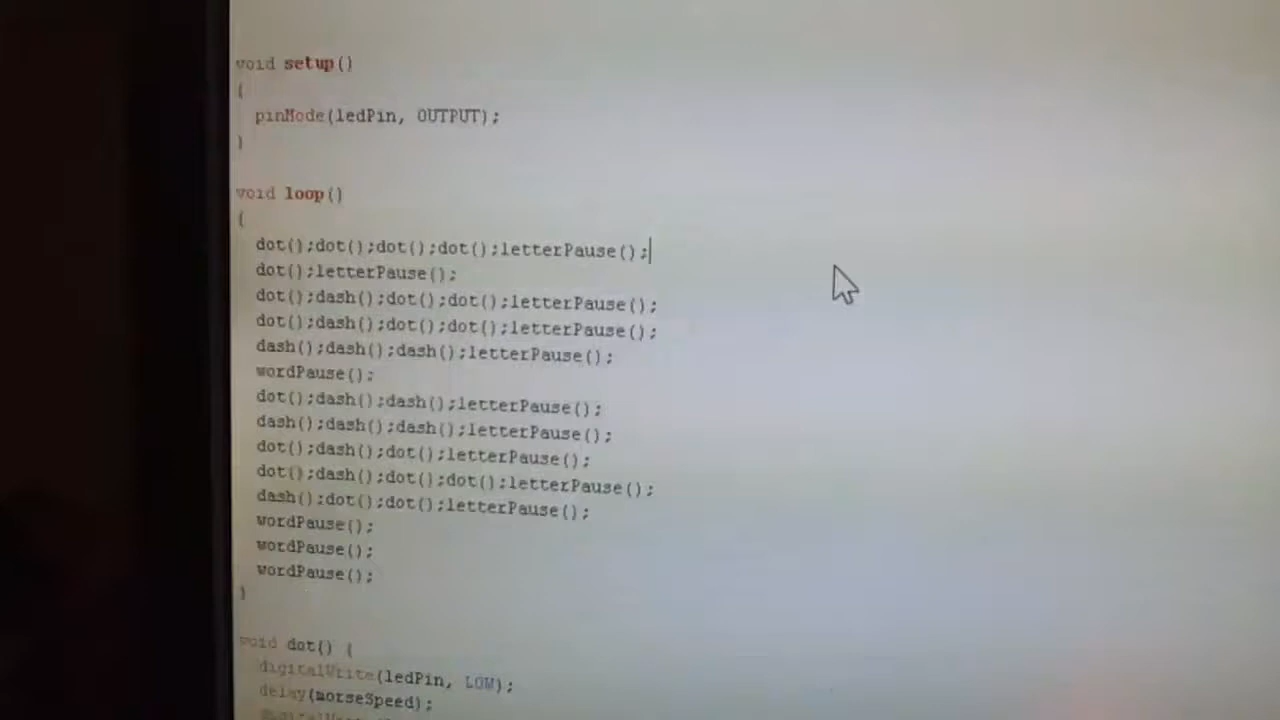 void setup()
{
pinMode(ledPin, OUTPUT);
}
void loop()
{
dot();dot();dot();dot();letterPause();
dot();letterPause();
dot();dash();dot();dot();letterPause();
dot();dash();dot();dot();letterPause();
dash();dash();dash();letterPause();
wordPause();
dot();dash();dash();letterPause();
dash();dash();dash();letterPause();
dot();dash();dot();letterPause();
dot();dash();dot();dot();letterPause();
dash();dot();dot();letterPause();
wordPause();
wordPause();
wordPause();
}
void dot() {
digitalWrite(ledPin, LOW);
delay(morseSpeed);